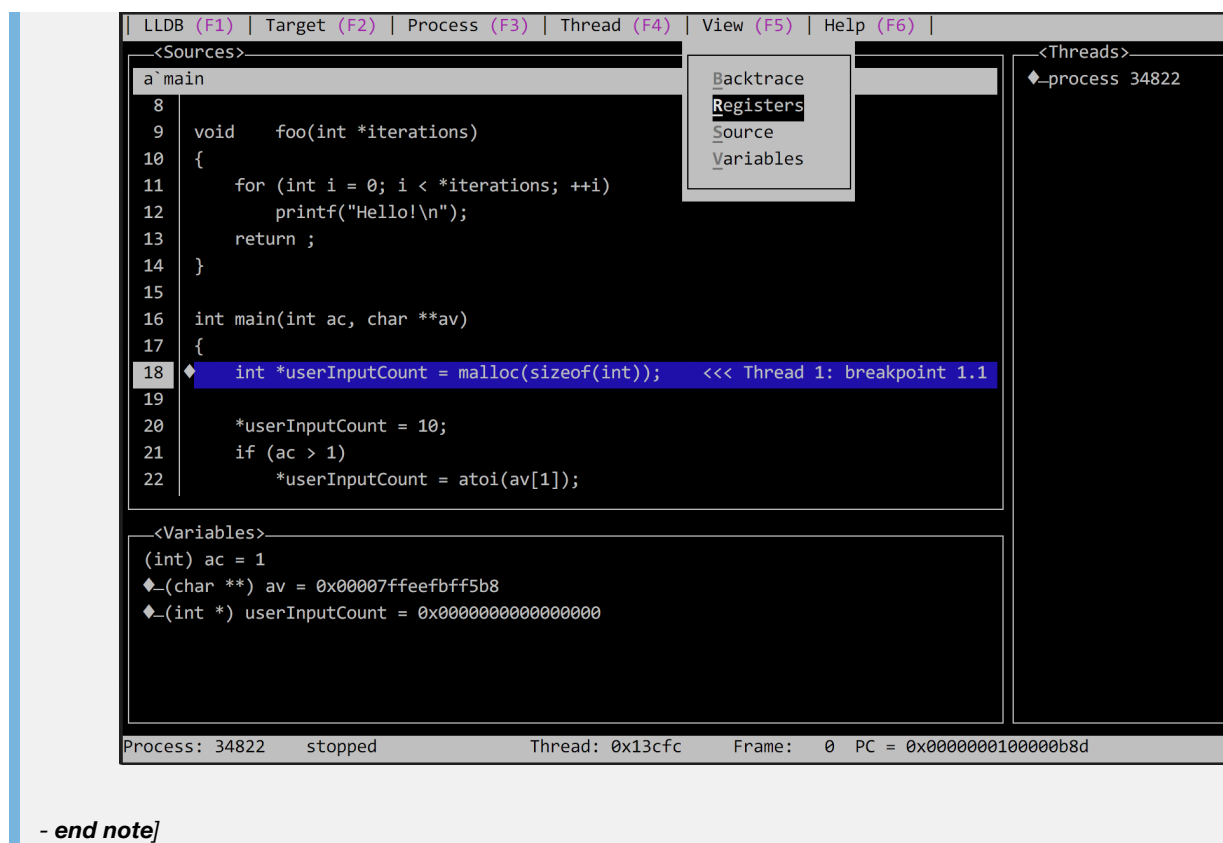 | LLDB (F1) | Target (F2) | Process (F3) | Thread (F4) | View (F5) | Help (F6) |
<Sources>
a`main
8
9 void    foo(int *iterations)
10 {
11     for (int i = 0; i < *iterations; ++i)
12         printf("Hello!\n");
13     return ;
14 }
15
16 int main(int ac, char **av)
17 {
18 ◆    int *userInputCount = malloc(sizeof(int));    <<< Thread 1: breakpoint 1.1
19
20     *userInputCount = 10;
21     if (ac > 1)
22         *userInputCount = atoi(av[1]);
Backtrace
Registers
Source
Variables
<Threads>
◆—process 34822
<Variables>
(int) ac = 1
◆—(char **) av = 0x00007ffeefbff5b8
◆—(int *) userInputCount = 0x0000000000000000
Process: 34822    stopped    Thread: 0x13cfc    Frame:   0  PC = 0x0000000100000b8d
- end note]